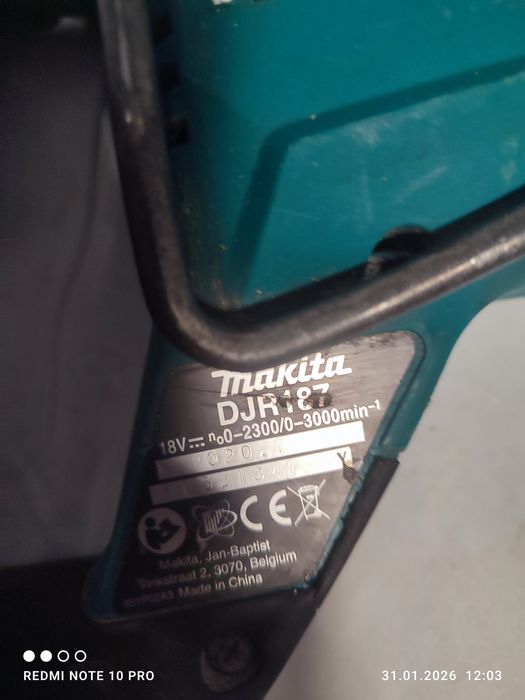 makita
DJR187
18V⎓ n₀0-2300/0-3000min⁻¹
CE
Makita, Jan-Baptist
Vinkstraat 2, 3070, Belgium
Made in China
REDMI NOTE 10 PRO
31.01.2026 12:03